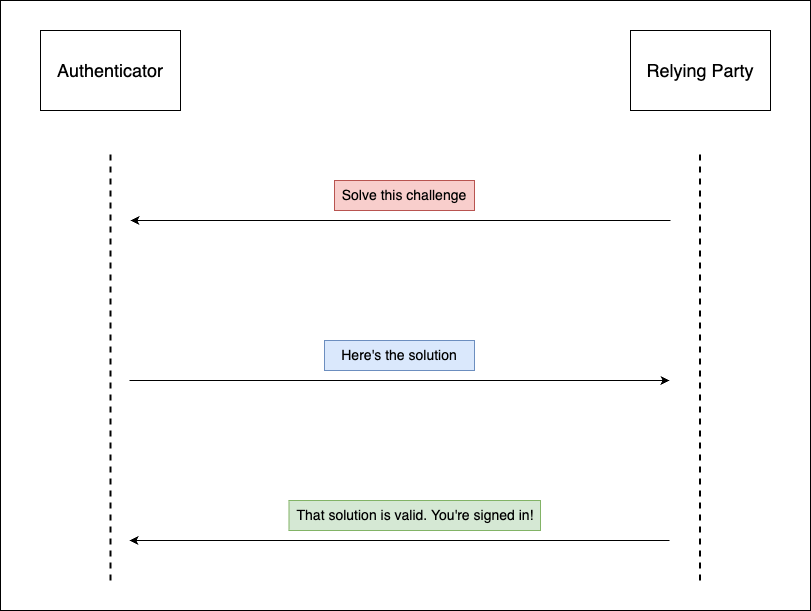 Authenticator
Relying Party
Solve this challenge
Here's the solution
That solution is valid. You're signed in!